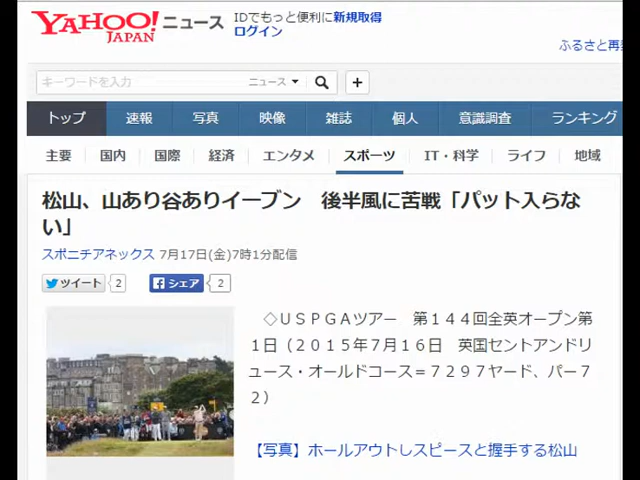 YAHOO! JAPAN ニュース
IDでもっと便利に新規取得
ログイン
ふるさと再
キーワードを入力 ニュース +
トップ 速報 写真 映像 雑誌 個人 意識調査 ランキング
主要 国内 国際 経済 エンタメ スポーツ IT・科学 ライフ 地域
松山、山あり谷ありイーブン 後半風に苦戦「パット入らな
い」
スポニチアネックス 7月17日(金)7時1分配信
ツイート 2 シェア 2
◇ＵＳＰＧＡツアー 第１４４回全英オープン第
１日（２０１５年７月１６日 英国セントアンドリ
ュース・オールドコース＝７２９７ヤード、パー７
２）
【写真】ホールアウトしスピースと握手する松山